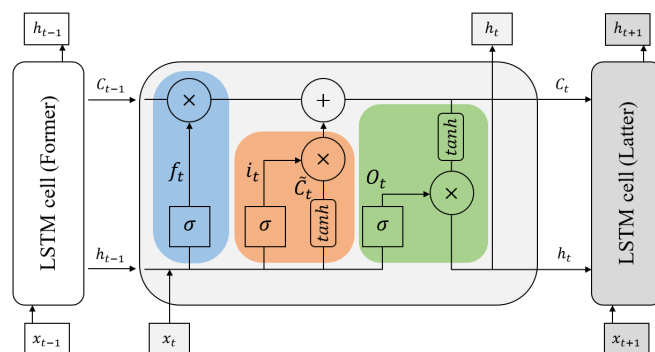 h_{t-1}
h_t
h_{t+1}
LSTM cell (Former)
C_{t-1}
×
+
C_t
LSTM cell (Latter)
tanh
f_t
i_t
×
C̃_t
O_t
×
σ
σ
tanh
σ
h_{t-1}
h_t
x_{t-1}
x_t
x_{t+1}